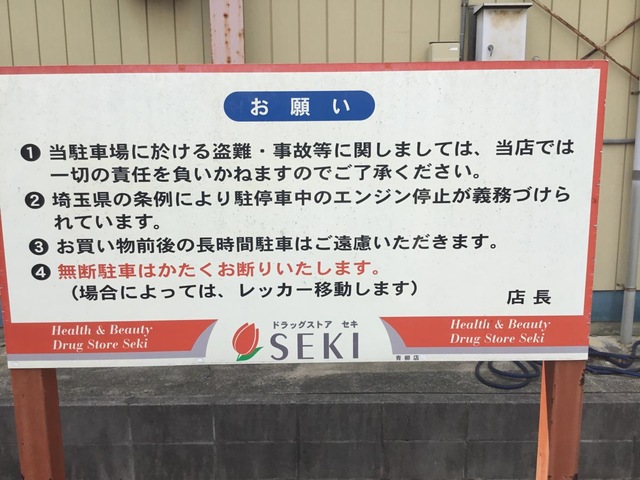 お願い
❶ 当駐車場に於ける盗難・事故等に関しましては、当店では
一切の責任を負いかねますのでご了承ください。
❷ 埼玉県の条例により駐停車中のエンジン停止が義務づけら
れています。
❸ お買い物前後の長時間駐車はご遠慮いただきます。
❹ 無断駐車はかたくお断りいたします。
(場合によっては、レッカー移動します)
店長
Health & Beauty
Drug Store Seki
ドラッグストア セキ
SEKI
青柳店
Health & Beauty
Drug Store Seki